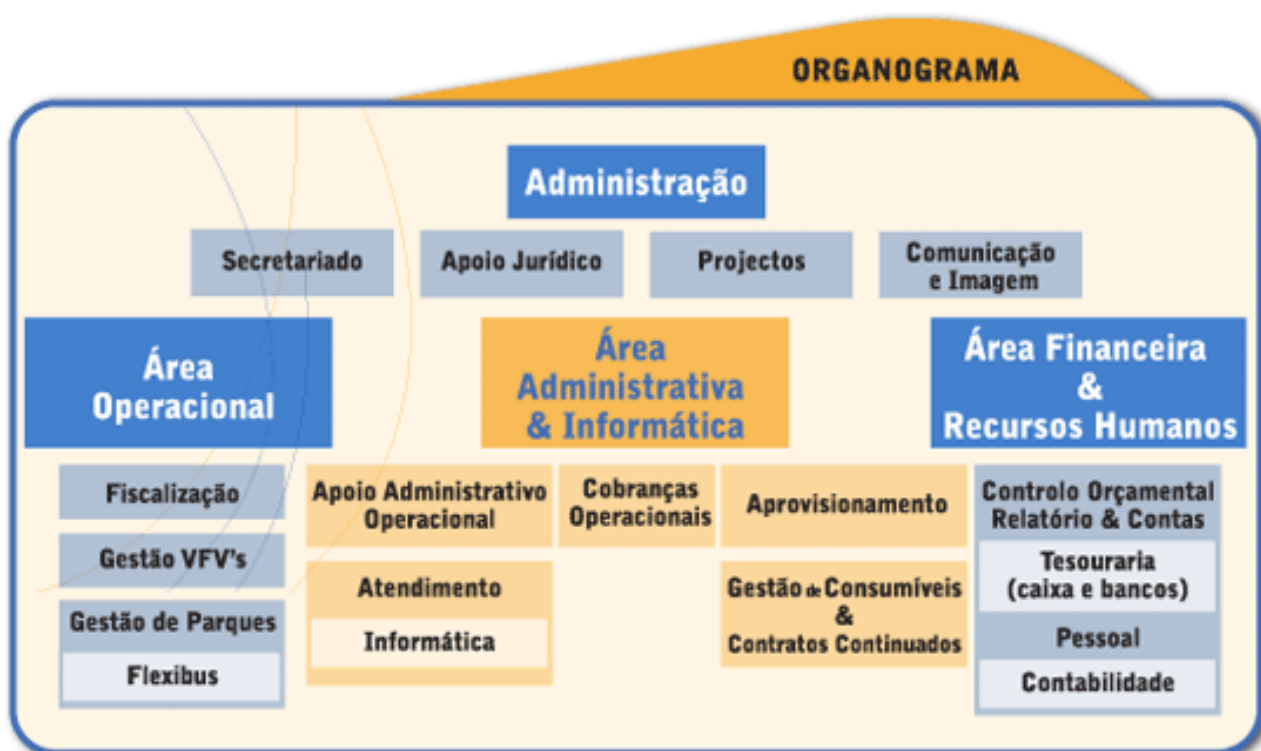 ORGANOGRAMA
Administração
Secretariado
Apoio Jurídico
Projectos
Comunicação
e Imagem
Área
Operacional
Área
Administrativa
& Informática
Área Financeira
&
Recursos Humanos
Fiscalização
Gestão VFV's
Gestão de Parques
Flexibus
Apoio Administrativo
Operacional
Atendimento
Informática
Cobranças
Operacionais
Aprovisionamento
Gestão de Consumíveis
&
Contratos Continuados
Controlo Orçamental
Relatório & Contas
Tesouraria
(caixa e bancos)
Pessoal
Contabilidade